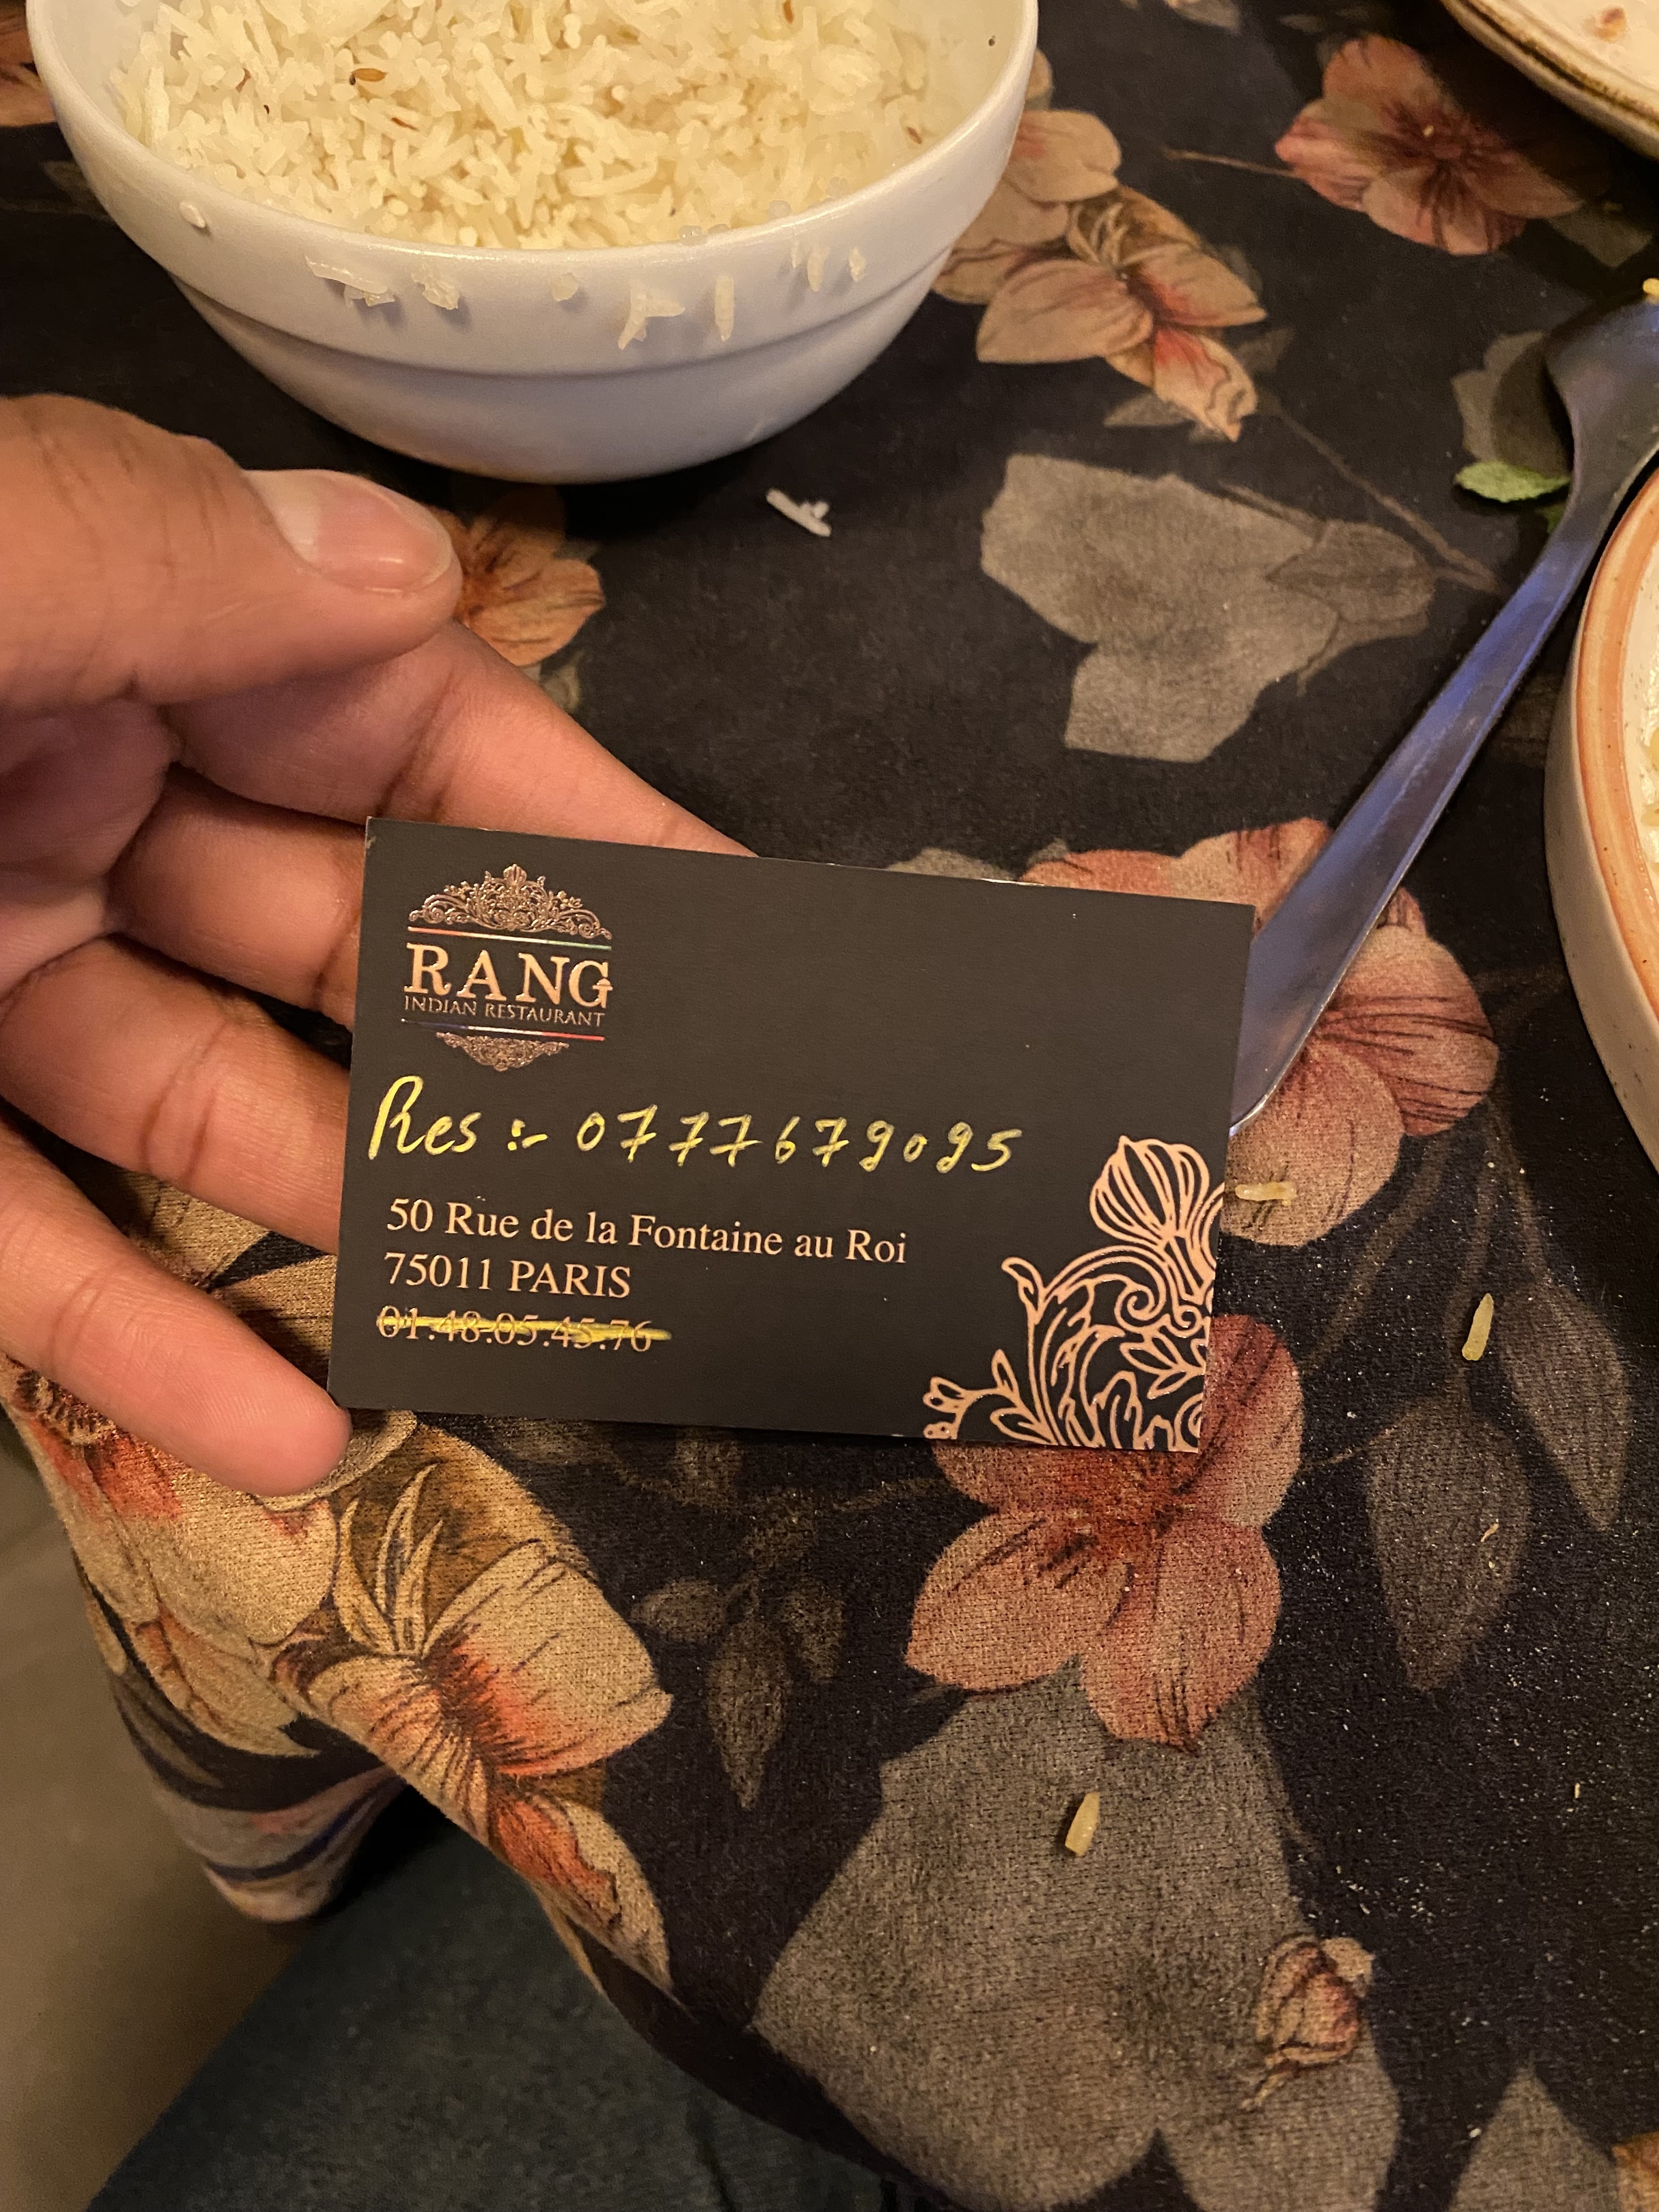 RANG
INDIAN RESTAURANT
Res :- 0777679095
50 Rue de la Fontaine au Roi
75011 PARIS
01.48.05.45.76